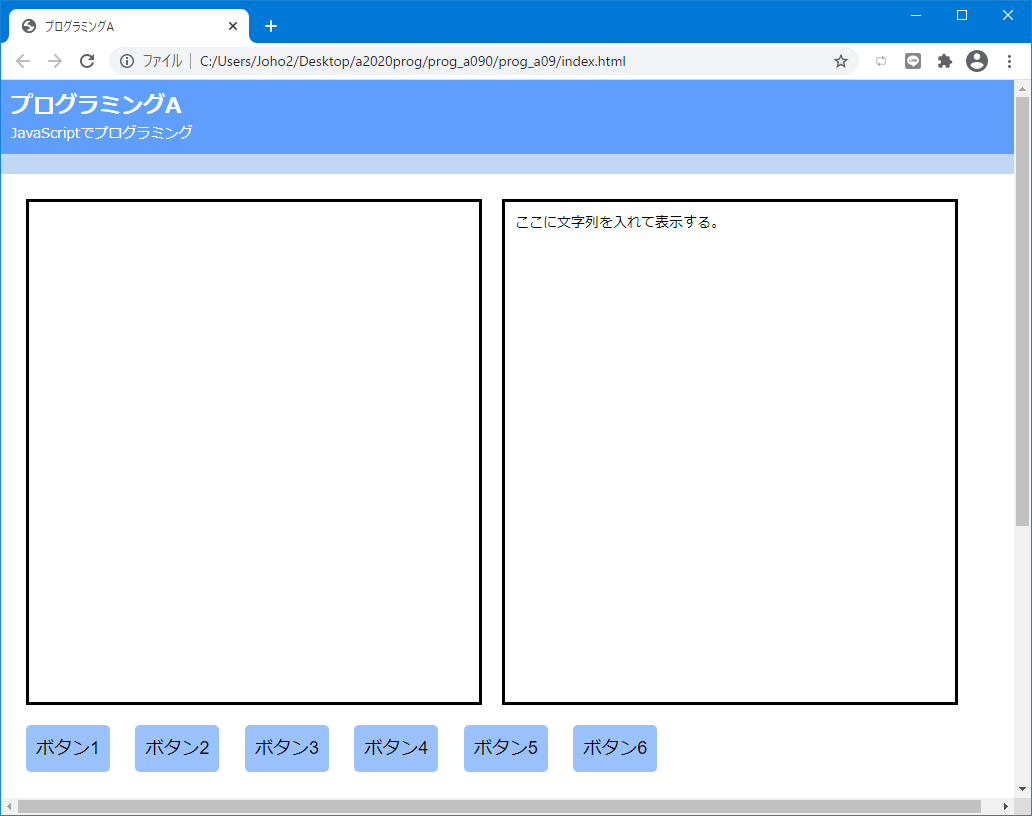 プログラミングA
ファイル C:/Users/Joho2/Desktop/a2020prog/prog_a090/prog_a09/index.html
プログラミングA
JavaScriptでプログラミング
ここに文字列を入れて表示する。
ボタン1 ボタン2 ボタン3 ボタン4 ボタン5 ボタン6